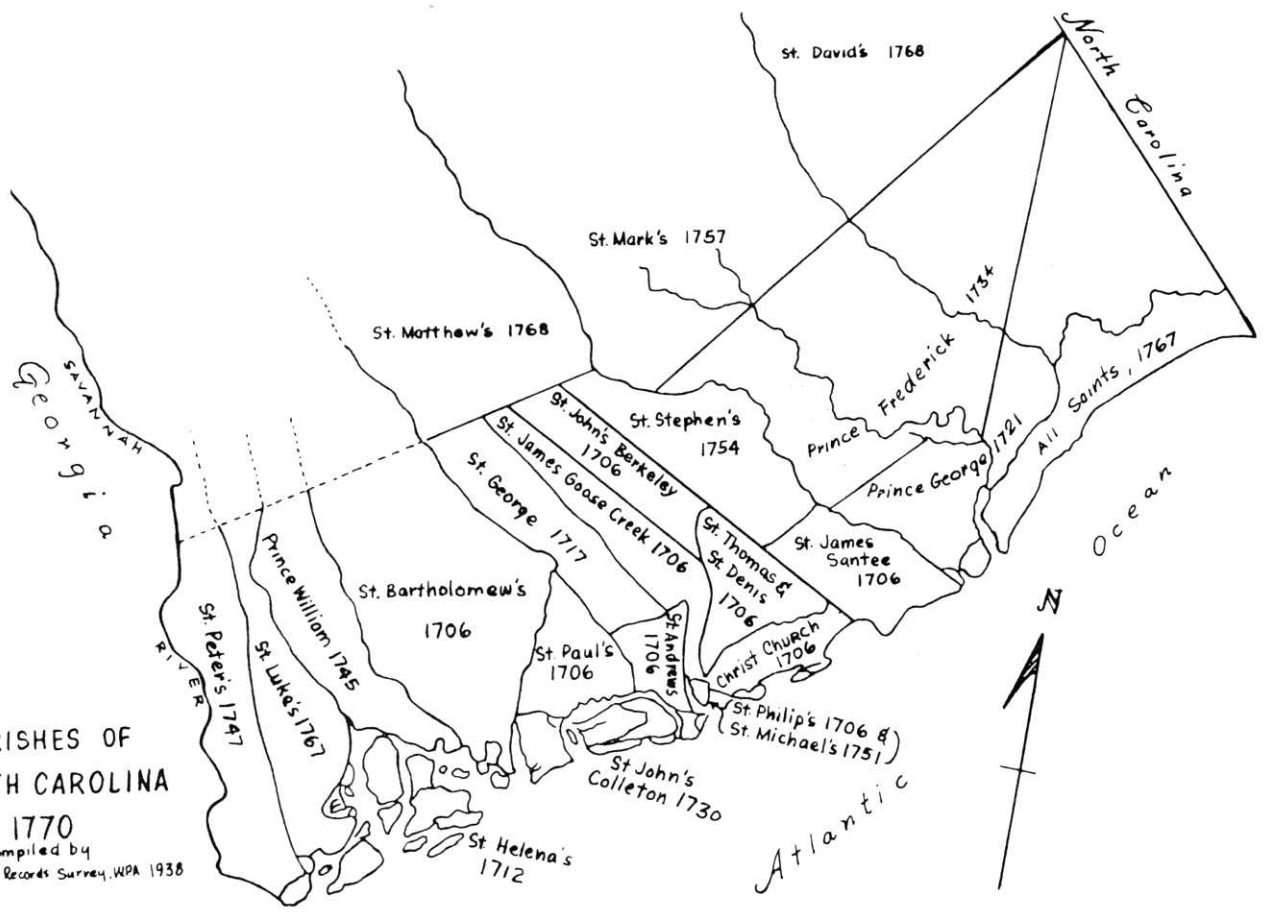 St. David's 1768
North Carolina
St. Mark's 1757
St. Matthew's 1768
Georgia
SAVANNAH
RIVER
Prince Frederick 1734
All Saints, 1767
St. Stephen's
1754
St. John's Berkeley
1706
St. James Goose Creek 1706
St. George 1717
Prince George 1721
St. Thomas &
St. Denis
1706
St. James
Santee
1706
Ocean
Prince William 1745
St. Bartholomew's
1706
St. Peter's 1747
St. Luke's 1767
St. Paul's
1706
St Andrews
1706
Christ Church
1706
N
St. Philip's 1706 &
St. Michael's 1751
St John's
Colleton 1730
Atlantic
St Helena's
1712
RISHES OF
TH CAROLINA
1770
mpiled by
Records Survey, WPA 1938